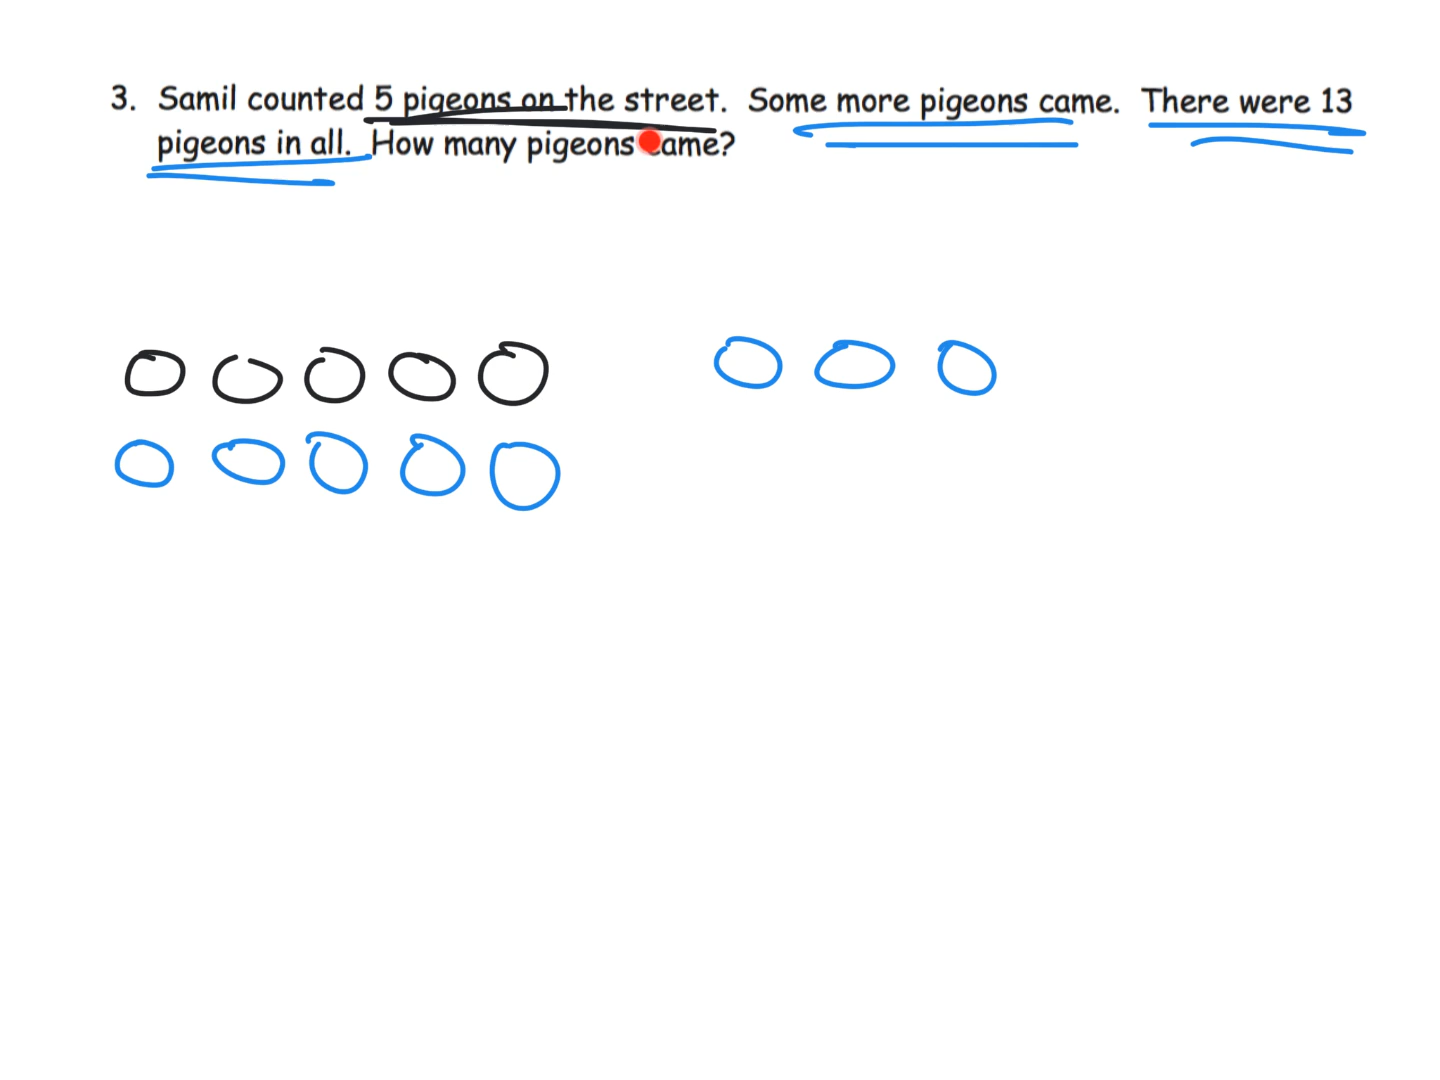 3. Samil counted 5 pigeons on the street. Some more pigeons came. There were 13
pigeons in all. How many pigeons came?